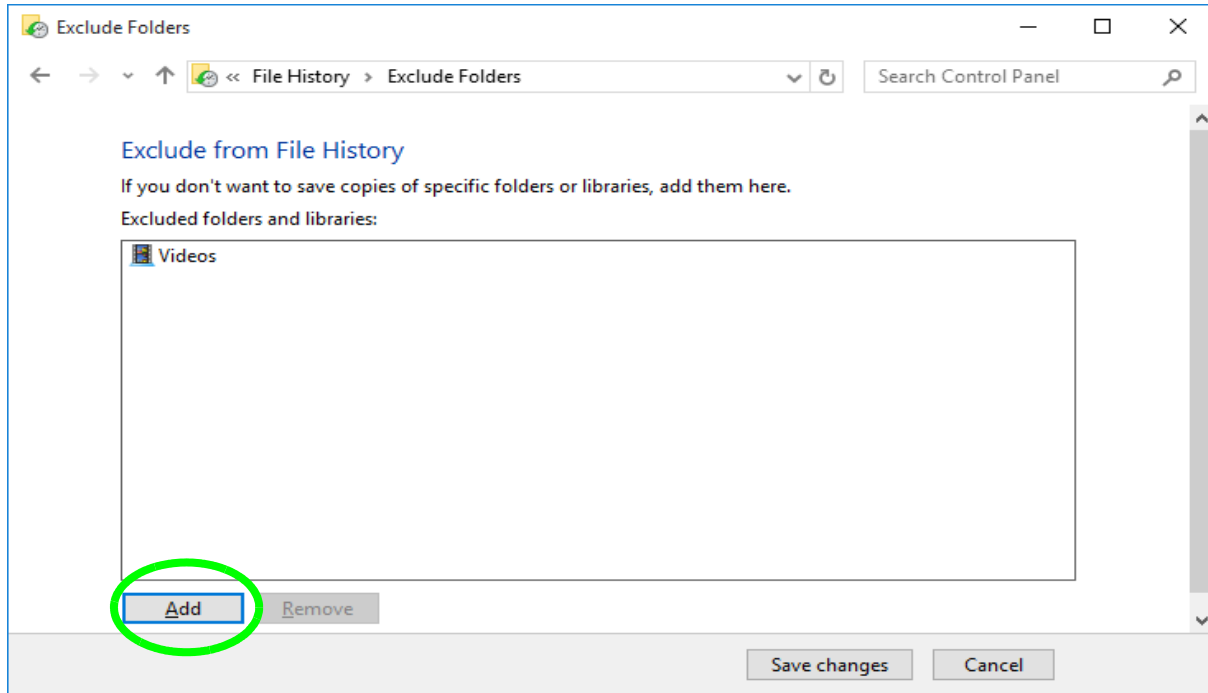 Exclude Folders
« File History › Exclude Folders
Search Control Panel
Exclude from File History
If you don't want to save copies of specific folders or libraries, add them here.
Excluded folders and libraries:
Videos
Add Remove
Save changes Cancel